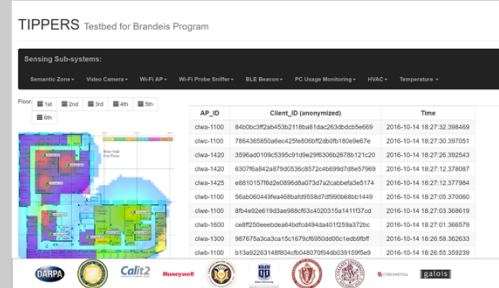 TIPPERS Testbed for Brandeis Program
Sensing Sub-systems:
Semantic Zone Video Camera Wi-Fi AP Wi-Fi Probe Sniffer BLE Beacon PC Usage Monitoring HVAC Temperature
Floor: 1st 2nd 3rd 4th 5th
6th
AP_ID Client_ID (anonymized) Time
clwa-1100 84b0bc3ff2ab453b2118ba81dac263dbdcb5e669 2016-10-14 18:27:32.398469
clwc-1100 7864365850a6ec425fe806bff2db0fb180e9e67e 2016-10-14 18:27:30.397051
clwa-1420 3596ad0109c5395c91d9e29f6306b2678b121c20 2016-10-14 18:27:26.392543
clwa-1420 6307f6a842a879d0536cd572c4b699d7d8e57969 2016-10-14 18:27:12.378087
clwa-1425 e8810157f8d2e0896d8a073d7a2cabbefa3e5174 2016-10-14 18:27:12.377984
clwb-1100 56ab060449fea468bafd9558d7df990b68bb1449 2016-10-14 18:27:05.370060
clwe-1100 8fb4e92e619d3ae988cf63c4020315a1411f37cd 2016-10-14 18:27:03.368619
clwb-1600 ce8ff250eeebdea64bdfcd494da401f259a372bc 2016-10-14 18:27:01.366579
clwa-1300 987675a3ca3ca15c1679cf6950dd00c1edb9fbff 2016-10-14 18:26:58.362633
clwb-1100 b13a92263148f804cfb048070f04db039159f5e9 2016-10-14 18:26:55.359239
DARPA Calit2 Honeywell galois